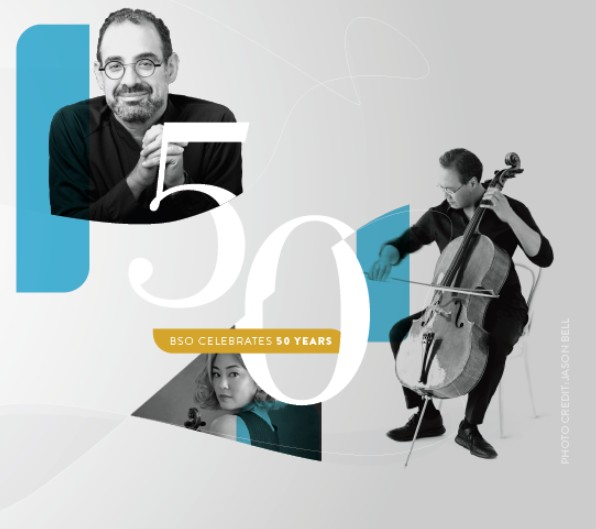 50
BSO CELEBRATES 50 YEARS
PHOTO CREDIT: JASON BELL